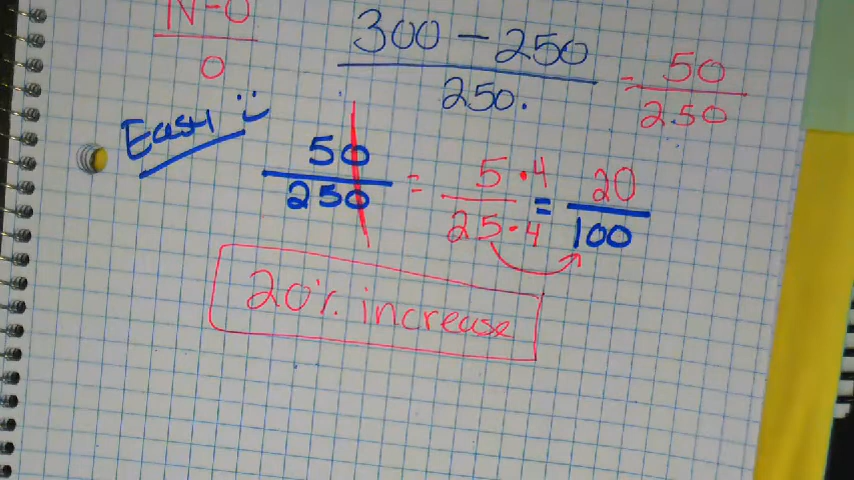 N-O
O
300 - 250
250.
= 50
250
Easy
50
250
= 5 • 4
25 • 4
= 20
100
20% increase